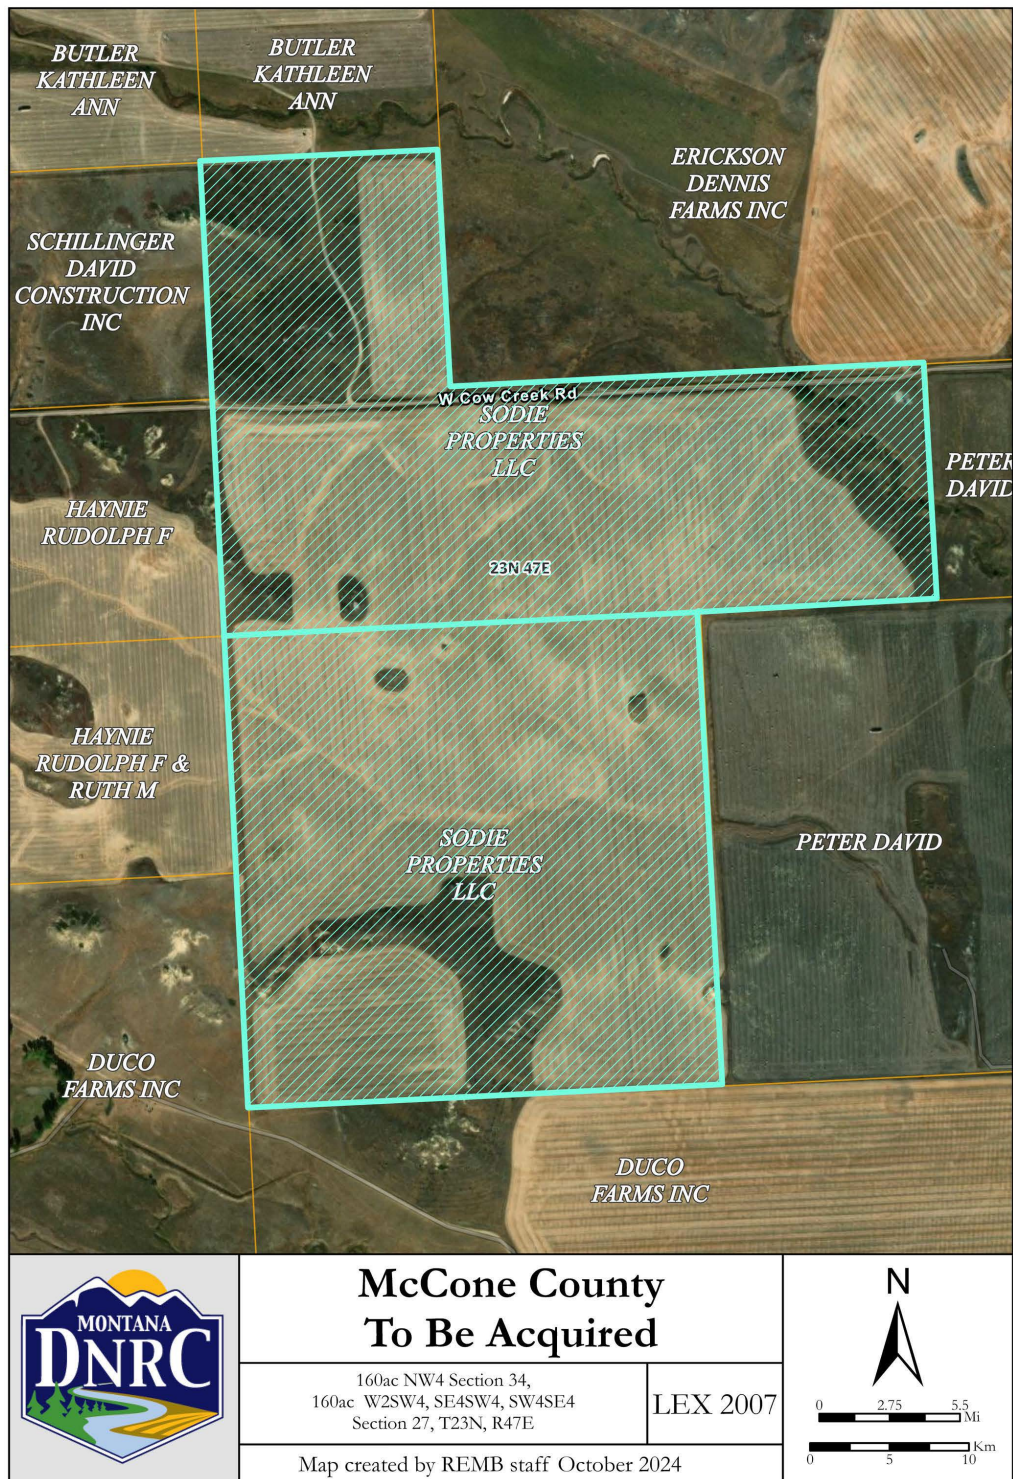 BUTLER
KATHLEEN
ANN
BUTLER
KATHLEEN
ANN
ERICKSON
DENNIS
FARMS INC
SCHILLINGER
DAVID
CONSTRUCTION
INC
W Cow Creek Rd
SODIE
PROPERTIES
LLC
PETER
DAVID
HAYNIE
RUDOLPH F
23N 47E
HAYNIE
RUDOLPH F &
RUTH M
SODIE
PROPERTIES
LLC
PETER DAVID
DUCO
FARMS INC
DUCO
FARMS INC
MONTANA
DNRC
McCone County
To Be Acquired
160ac NW4 Section 34,
160ac W2SW4, SE4SW4, SW4SE4
Section 27, T23N, R47E
LEX 2007
Map created by REMB staff October 2024
N
0 2.75 5.5
Mi
Km
0 5 10